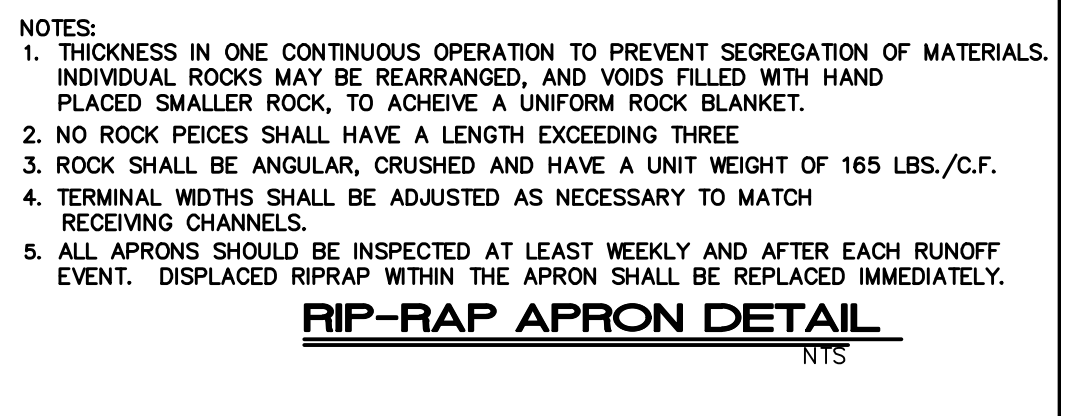 NOTES:
1. THICKNESS IN ONE CONTINUOUS OPERATION TO PREVENT SEGREGATION OF MATERIALS.
INDIVIDUAL ROCKS MAY BE REARRANGED, AND VOIDS FILLED WITH HAND
PLACED SMALLER ROCK, TO ACHEIVE A UNIFORM ROCK BLANKET.
2. NO ROCK PEICES SHALL HAVE A LENGTH EXCEEDING THREE
3. ROCK SHALL BE ANGULAR, CRUSHED AND HAVE A UNIT WEIGHT OF 165 LBS./C.F.
4. TERMINAL WIDTHS SHALL BE ADJUSTED AS NECESSARY TO MATCH
RECEIVING CHANNELS.
5. ALL APRONS SHOULD BE INSPECTED AT LEAST WEEKLY AND AFTER EACH RUNOFF
EVENT. DISPLACED RIPRAP WITHIN THE APRON SHALL BE REPLACED IMMEDIATELY.
RIP-RAP APRON DETAIL
NTS